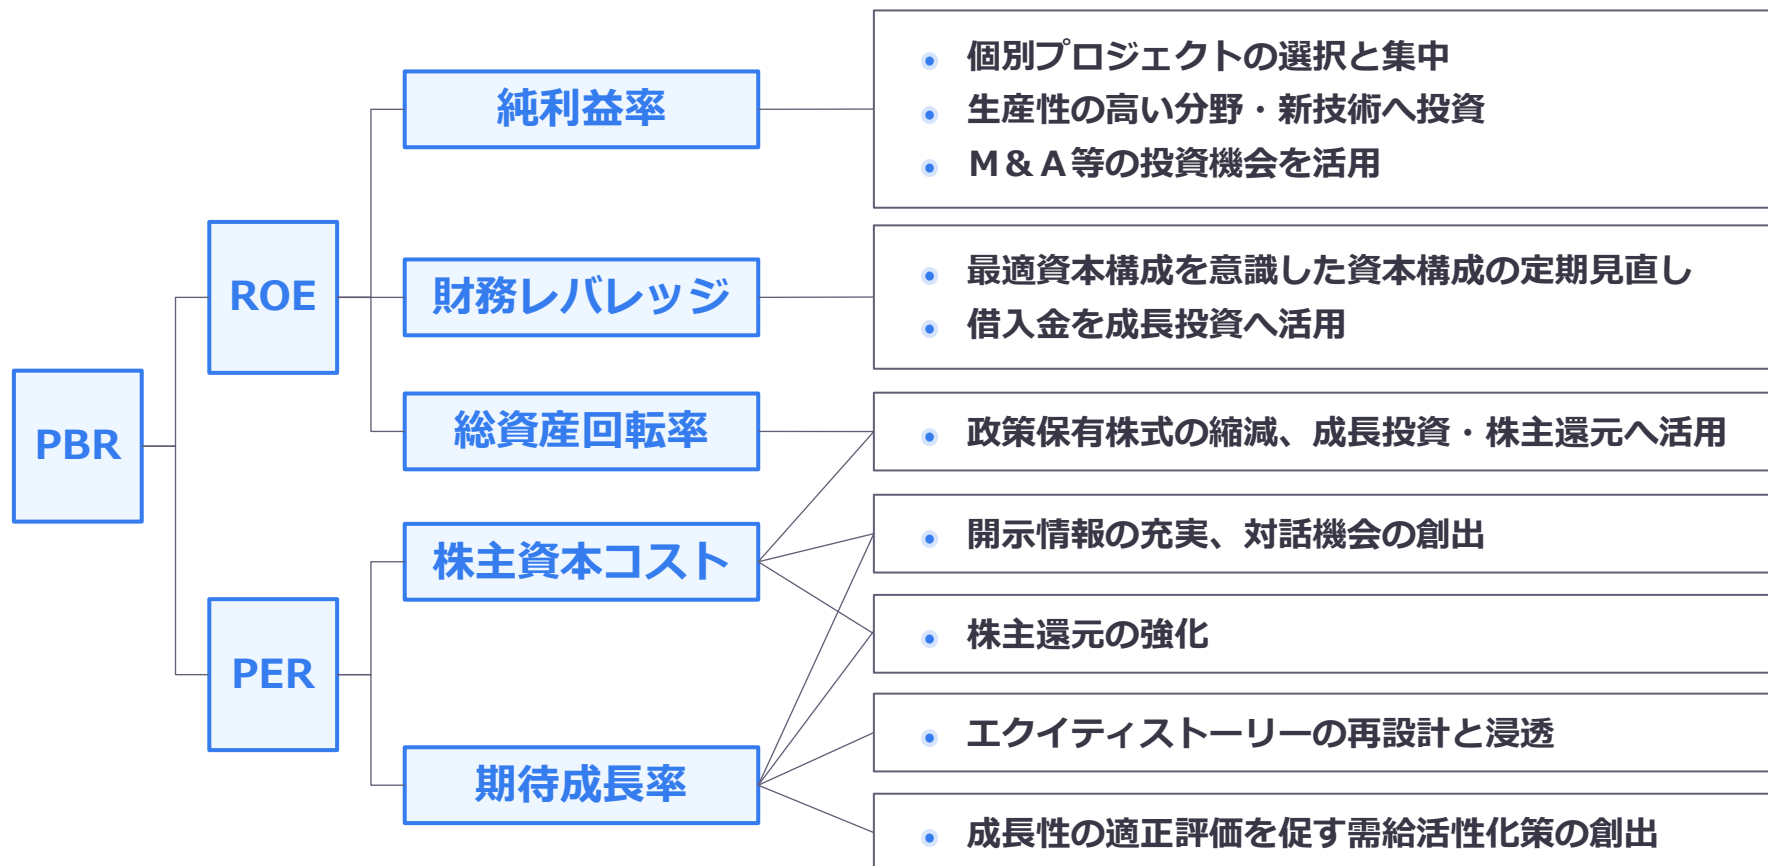 PBR
ROE
PER
純利益率
財務レバレッジ
総資産回転率
株主資本コスト
期待成長率
個別プロジェクトの選択と集中
生産性の高い分野・新技術へ投資
Ｍ＆Ａ等の投資機会を活用
最適資本構成を意識した資本構成の定期見直し
借入金を成長投資へ活用
政策保有株式の縮減、成長投資・株主還元へ活用
開示情報の充実、対話機会の創出
株主還元の強化
エクイティストーリーの再設計と浸透
成長性の適正評価を促す需給活性化策の創出